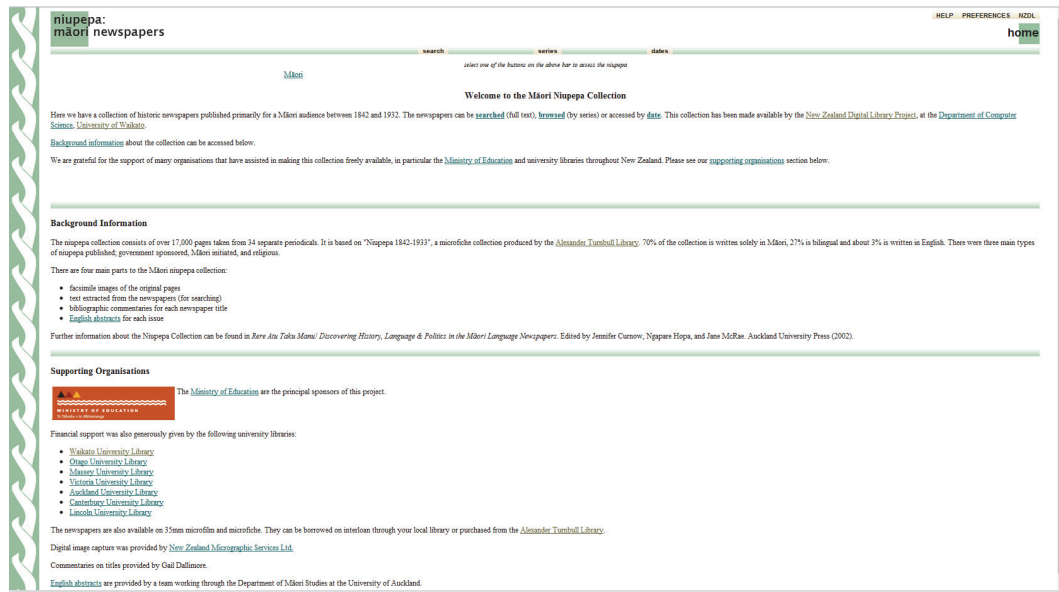 niupepa:
māori newspapers
HELP PREFERENCES NZDL
home
search series dates
select one of the buttons on the above bar to access the niupepa
Māori
Welcome to the Māori Niupepa Collection
Here we have a collection of historic newspapers published primarily for a Māori audience between 1842 and 1932. The newspapers can be searched (full text), browsed (by series) or accessed by date. This collection has been made available by the New Zealand Digital Library Project, at the Department of Computer
Science, University of Waikato.
Background information about the collection can be accessed below.
We are grateful for the support of many organisations that have assisted in making this collection freely available, in particular the Ministry of Education and university libraries throughout New Zealand. Please see our supporting organisations section below.
Background Information
The niupepa collection consists of over 17,000 pages taken from 34 separate periodicals. It is based on "Niupepa 1842-1933", a microfiche collection produced by the Alexander Turnbull Library. 70% of the collection is written solely in Māori, 27% is bilingual and about 3% is written in English. There were three main types
of niupepa published; government sponsored, Māori initiated, and religious.
There are four main parts to the Māori niupepa collection:
• facsimile images of the original pages
• text extracted from the newspapers (for searching)
• bibliographic commentaries for each newspaper title
• English abstracts for each issue
Further information about the Niupepa Collection can be found in Rere Atu Taku Manu! Discovering History, Language & Politics in the Māori Language Newspapers. Edited by Jennifer Curnow, Ngapare Hopa, and Jane McRae. Auckland University Press (2002).
Supporting Organisations
The Ministry of Education are the principal sponsors of this project.
MINISTRY OF EDUCATION
Te Tāhuhu o te Mātauranga
Financial support was also generously given by the following university libraries:
• Waikato University Library
• Otago University Library
• Massey University Library
• Victoria University Library
• Auckland University Library
• Canterbury University Library
• Lincoln University Library
The newspapers are also available on 35mm microfilm and microfiche. They can be borrowed on interloan through your local library or purchased from the Alexander Turnbull Library.
Digital image capture was provided by New Zealand Micrographic Services Ltd.
Commentaries on titles provided by Gail Dallimore.
English abstracts are provided by a team working through the Department of Māori Studies at the University of Auckland.